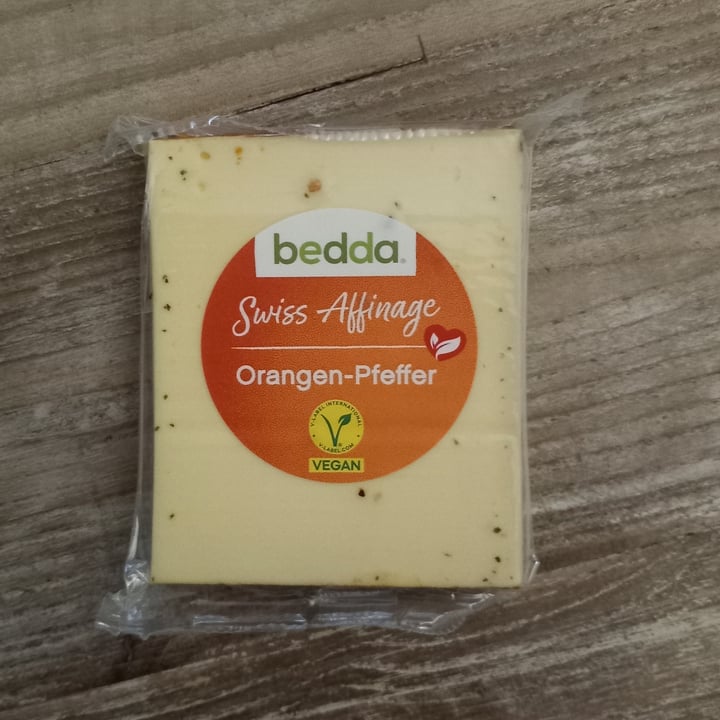 bedda®
Swiss Affinage
Orangen-Pfeffer
V-LABEL INTERNATIONAL
V-LABEL.COM
VEGAN